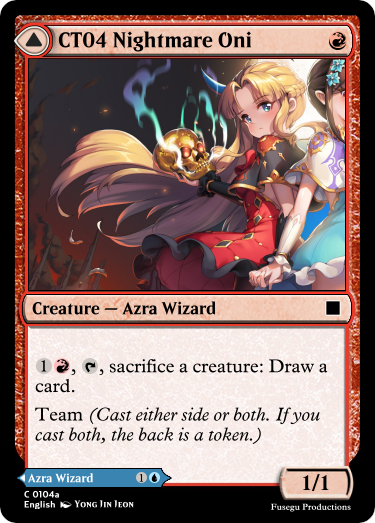 CT04 Nightmare Oni
Creature — Azra Wizard
1 R, T, sacrifice a creature: Draw a
card.
Team (Cast either side or both. If you
cast both, the back is a token.)
Azra Wizard 1
1/1
C 0104a
English YONG JIN JEON
Fusegu Productions